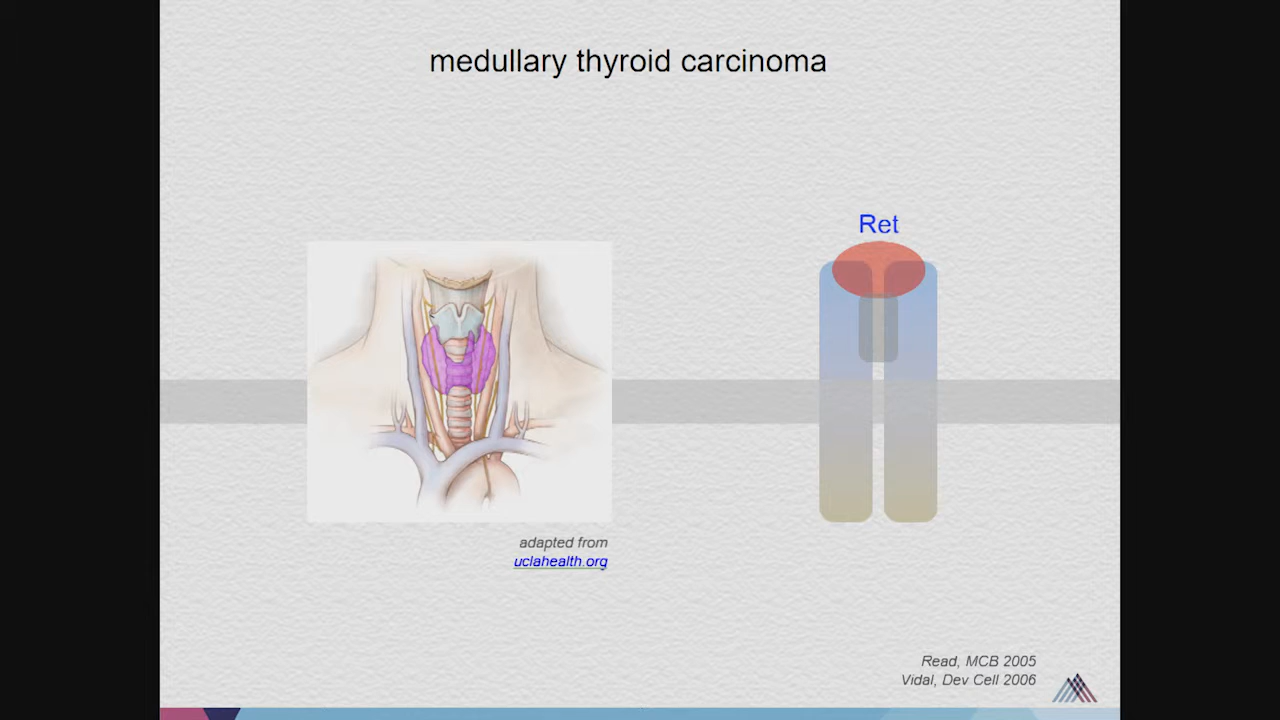 medullary thyroid carcinoma
Ret
adapted from
uclahealth.org
Read, MCB 2005
Vidal, Dev Cell 2006